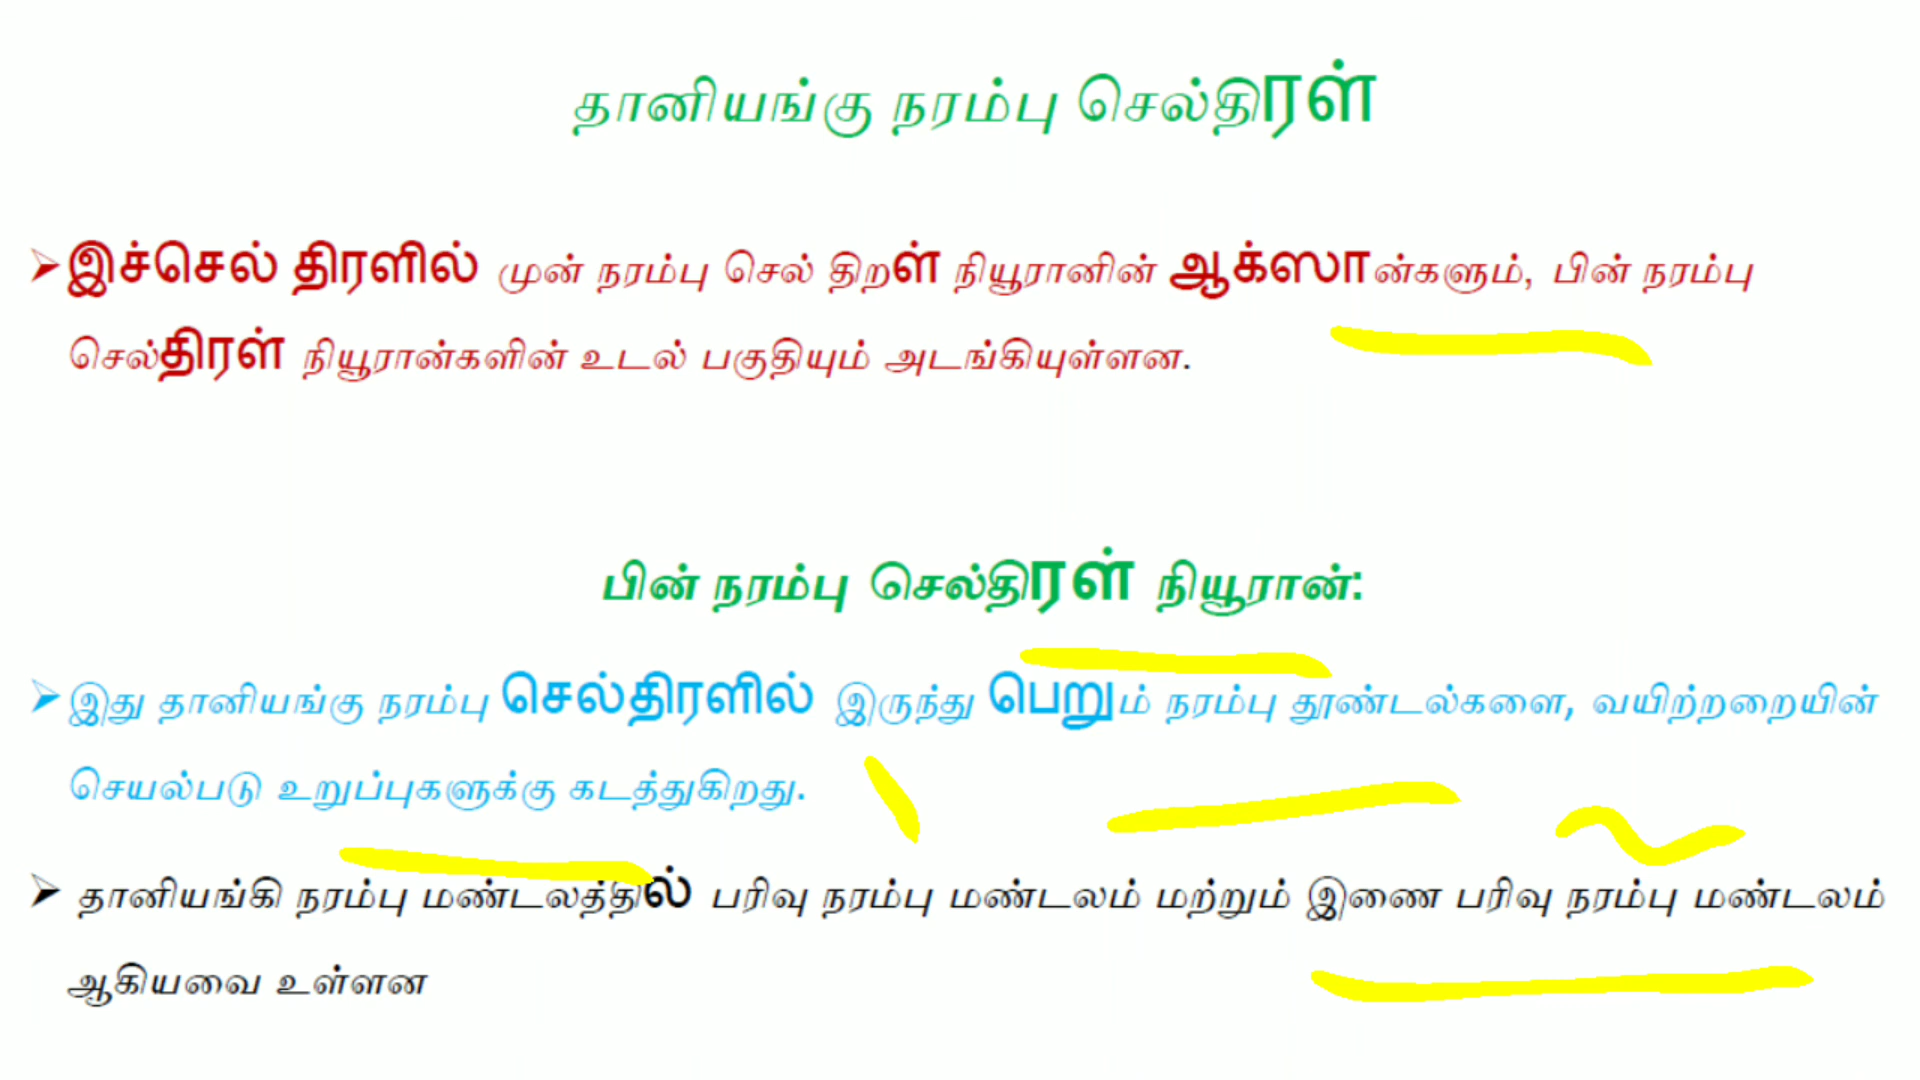 தானியங்கு நரம்பு செல்திரள்
இச்செல் திரளில் முன் நரம்பு செல் திறள் நியூரானின் ஆக்ஸான்களும், பின் நரம்பு
செல்திரள் நியூரான்களின் உடல் பகுதியும் அடங்கியுள்ளன.
பின் நரம்பு செல்திரள் நியூரான்:
இது தானியங்கு நரம்பு செல்திரளில் இருந்து பெறும் நரம்பு தூண்டல்களை, வயிற்றறையின்
செயல்படு உறுப்புகளுக்கு கடத்துகிறது.
தானியங்கி நரம்பு மண்டலத்தில் பரிவு நரம்பு மண்டலம் மற்றும் இணை பரிவு நரம்பு மண்டலம்
ஆகியவை உள்ளன